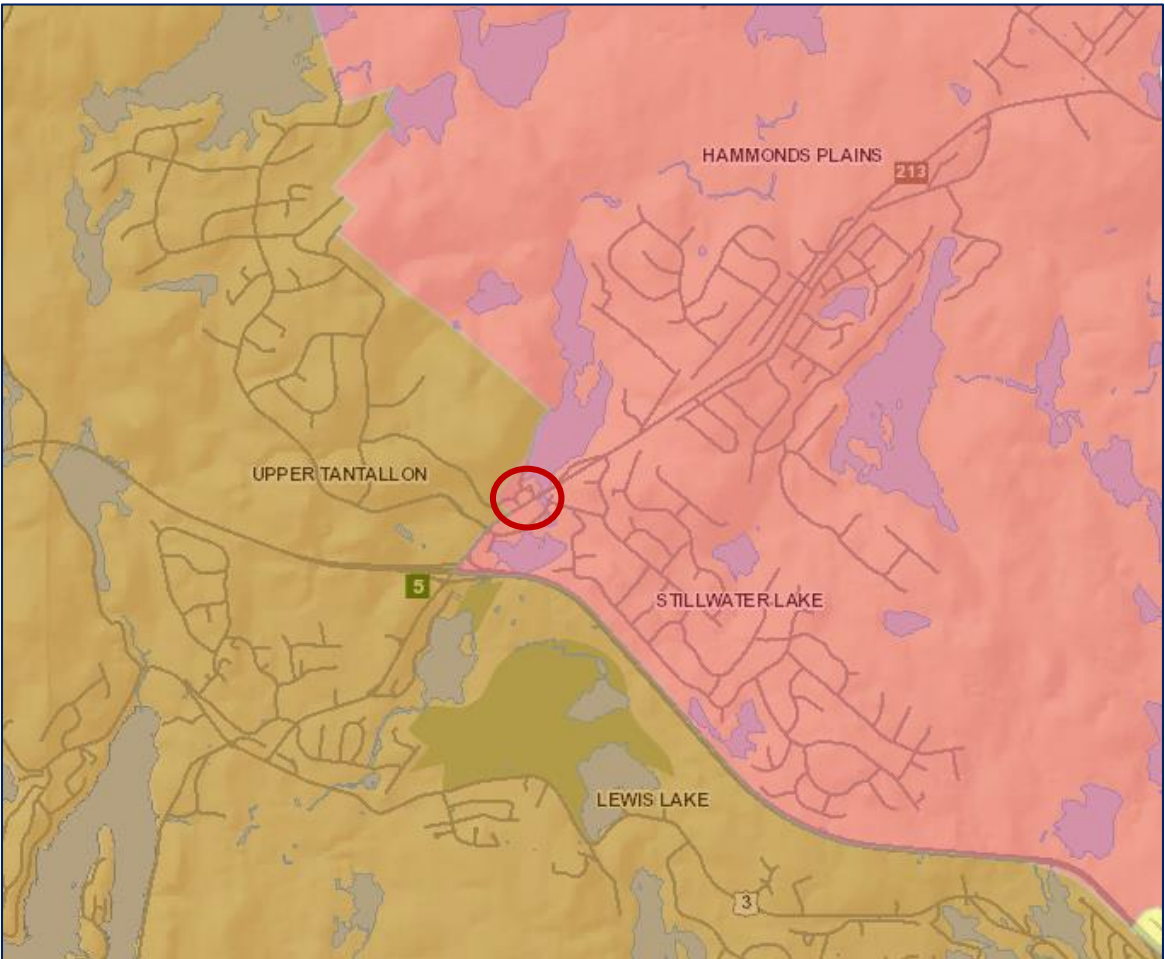 HAMMONDS PLAINS
213
UPPER TANTALLON
5
STILLWATER LAKE
LEWIS LAKE
3